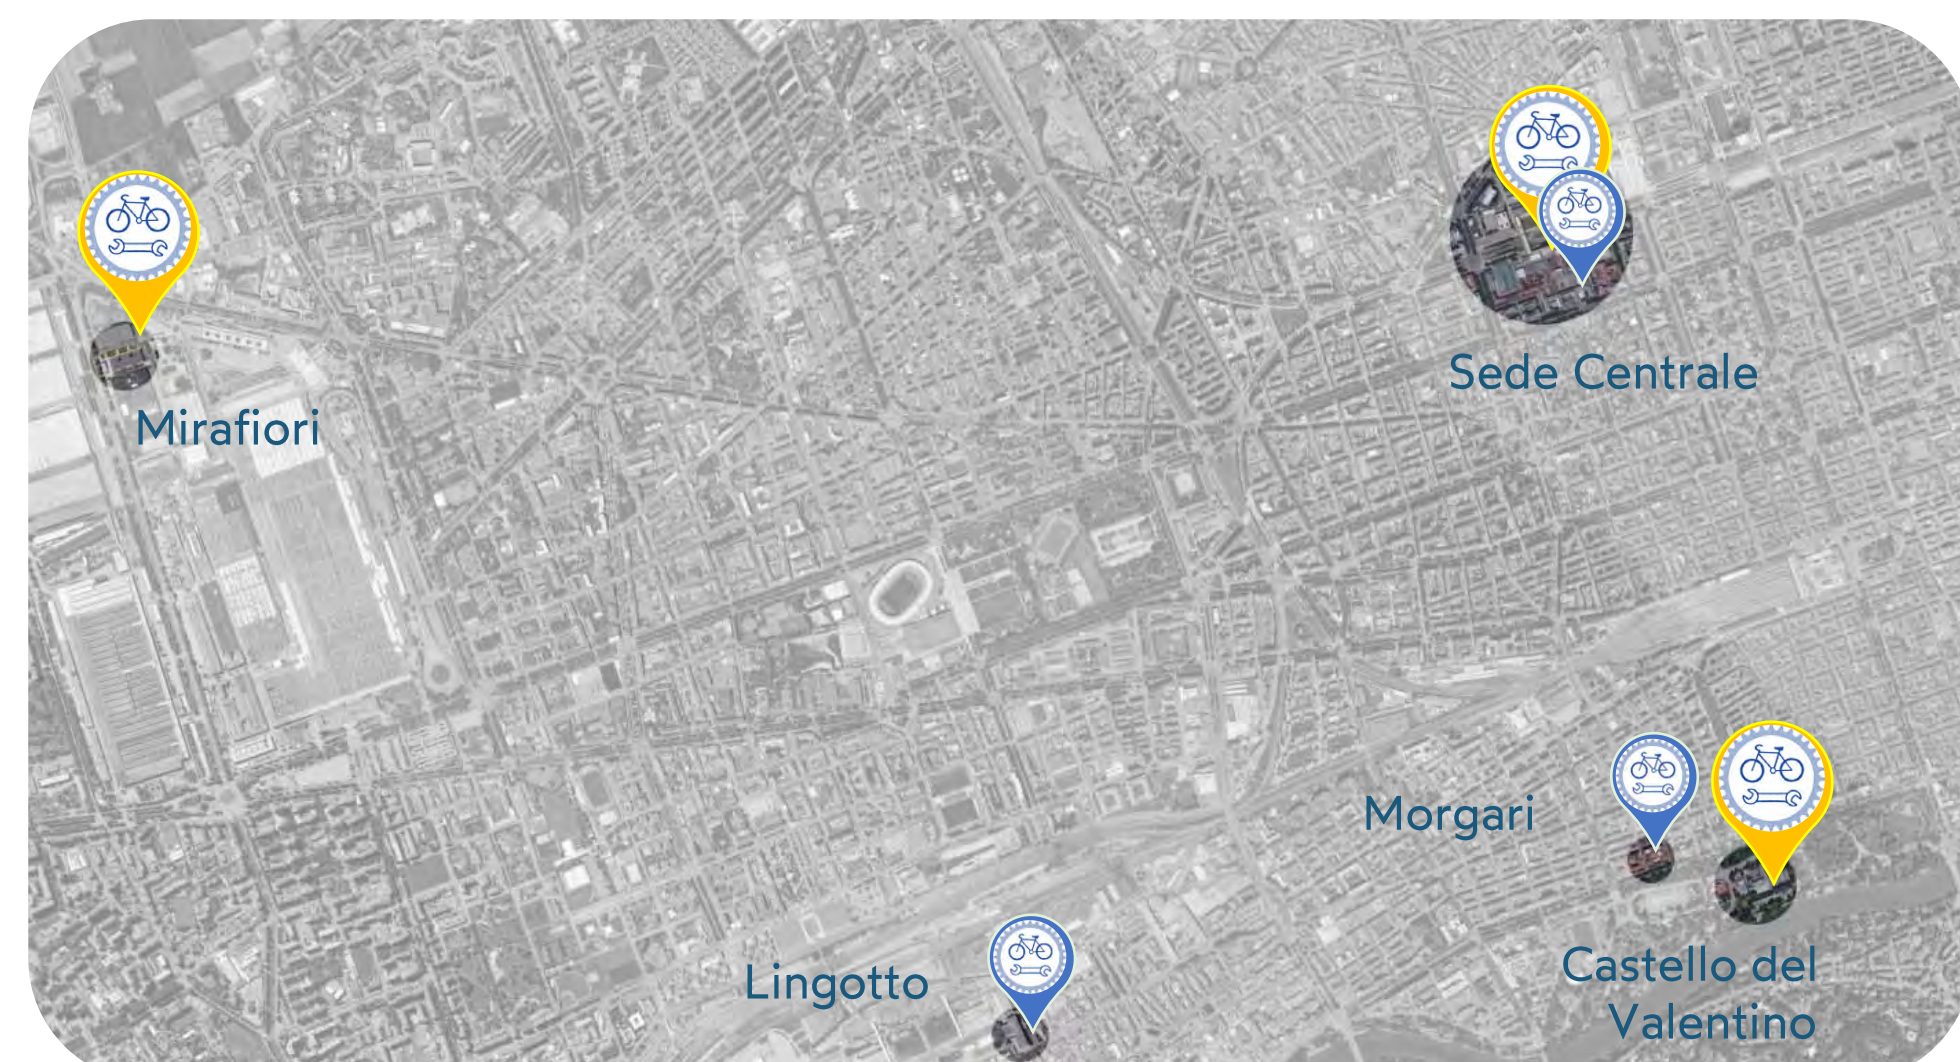 Sede Centrale
Mirafiori
Morgari
Castello del
Valentino
Lingotto